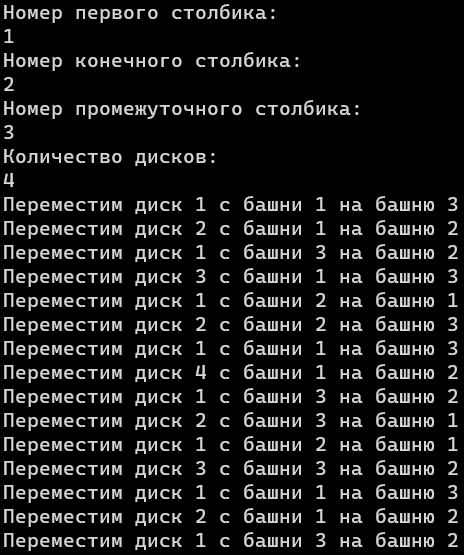 Номер первого столбика:
1
Номер конечного столбика:
2
Номер промежуточного столбика:
3
Количество дисков:
4
Переместим диск 1 с башни 1 на башню 3
Переместим диск 2 с башни 1 на башню 2
Переместим диск 1 с башни 3 на башню 2
Переместим диск 3 с башни 1 на башню 3
Переместим диск 1 с башни 2 на башню 1
Переместим диск 2 с башни 2 на башню 3
Переместим диск 1 с башни 1 на башню 3
Переместим диск 4 с башни 1 на башню 2
Переместим диск 1 с башни 3 на башню 2
Переместим диск 2 с башни 3 на башню 1
Переместим диск 1 с башни 2 на башню 1
Переместим диск 3 с башни 3 на башню 2
Переместим диск 1 с башни 1 на башню 3
Переместим диск 2 с башни 1 на башню 2
Переместим диск 1 с башни 3 на башню 2